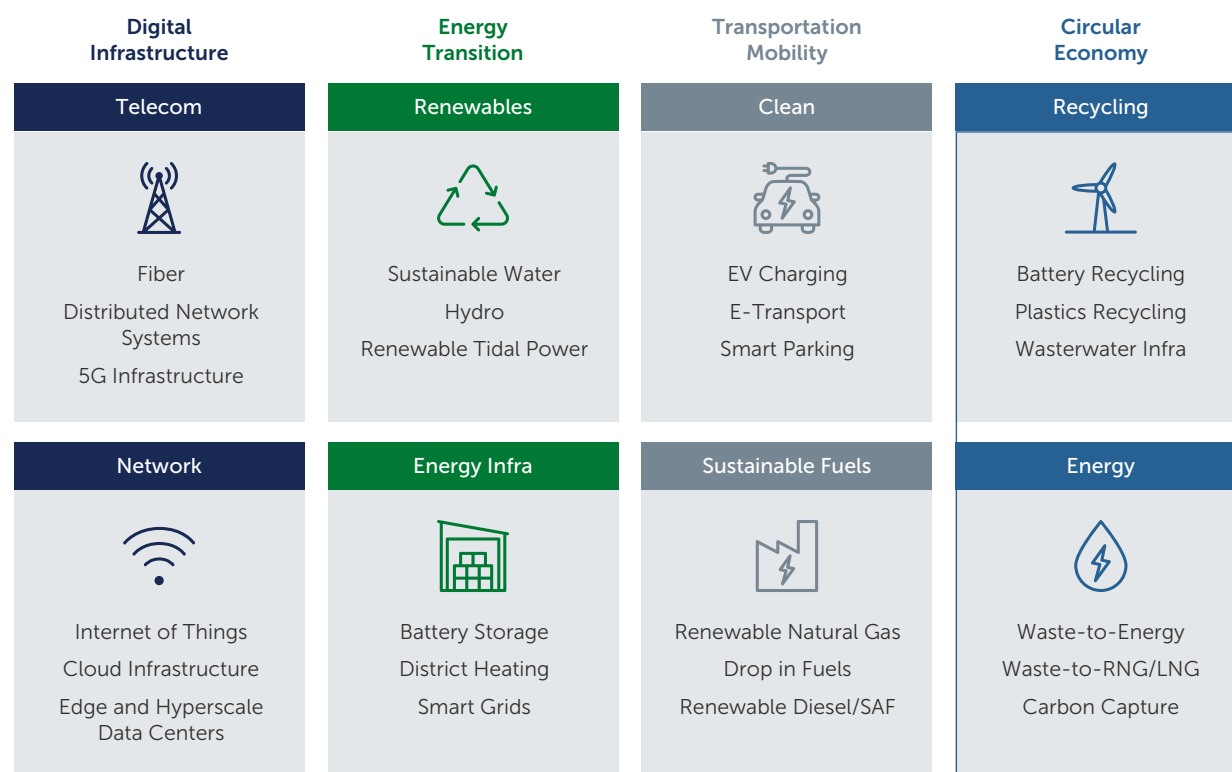 Digital
Infrastructure
Energy
Transition
Transportation
Mobility
Circular
Economy
Telecom
Fiber
Distributed Network
Systems
5G Infrastructure
Renewables
Sustainable Water
Hydro
Renewable Tidal Power
Clean
EV Charging
E-Transport
Smart Parking
Recycling
Battery Recycling
Plastics Recycling
Wasterwater Infra
Network
Internet of Things
Cloud Infrastructure
Edge and Hyperscale
Data Centers
Energy Infra
Battery Storage
District Heating
Smart Grids
Sustainable Fuels
Renewable Natural Gas
Drop in Fuels
Renewable Diesel/SAF
Energy
Waste-to-Energy
Waste-to-RNG/LNG
Carbon Capture